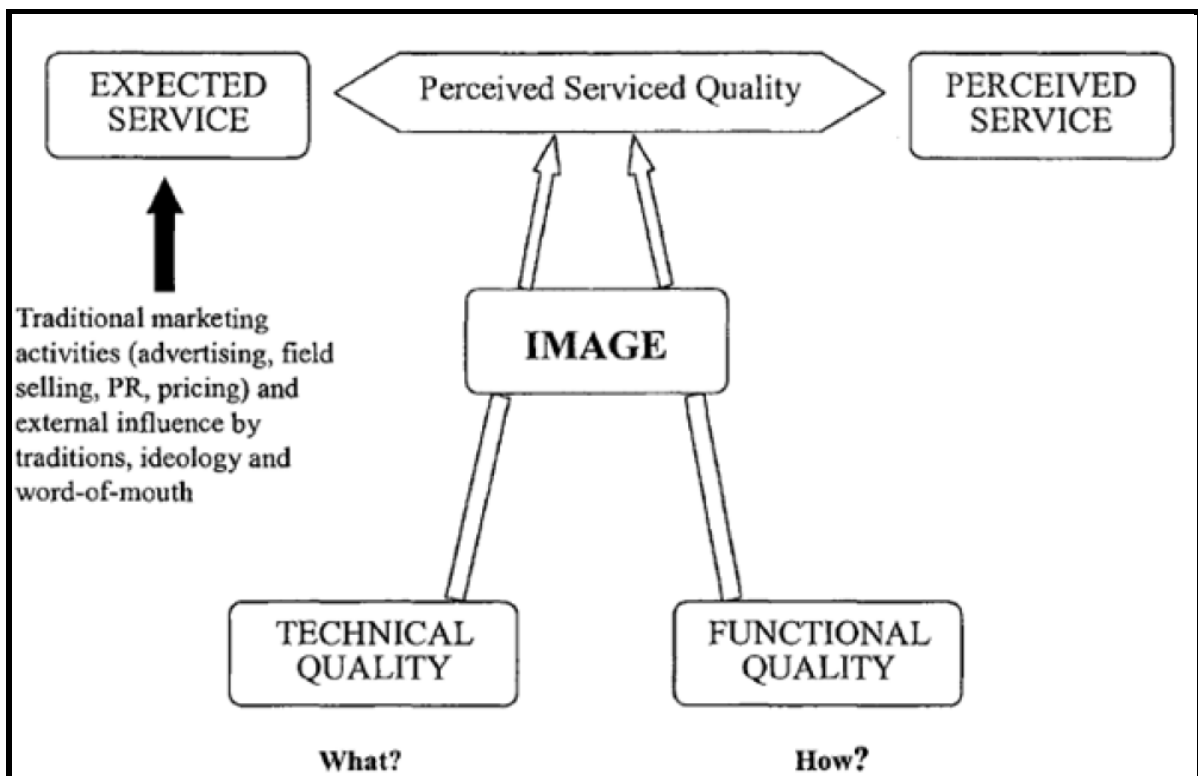 EXPECTED
SERVICE
Perceived Serviced Quality
PERCEIVED
SERVICE
Traditional marketing
activities (advertising, field
selling, PR, pricing) and
external influence by
traditions, ideology and
word-of-mouth
IMAGE
TECHNICAL
QUALITY
FUNCTIONAL
QUALITY
What?
How?